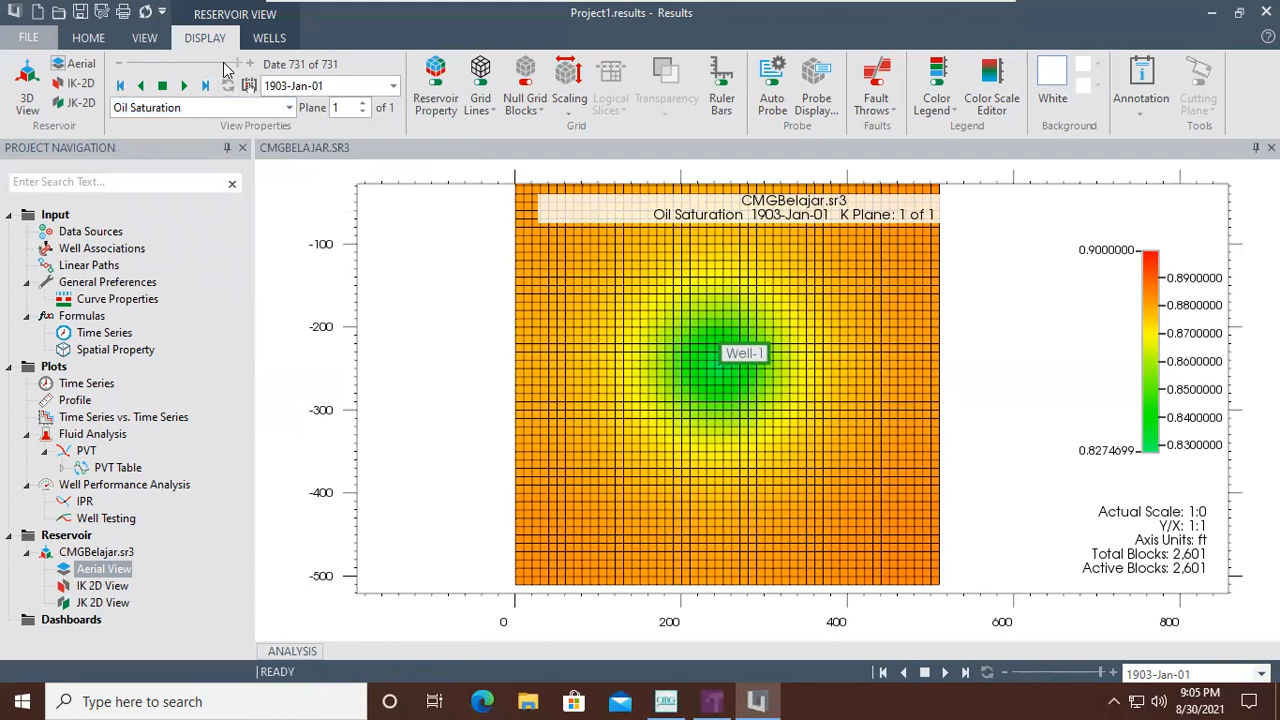 RESERVOIR VIEW
Project1.results - Results
FILE HOME VIEW DISPLAY WELLS
3D View
Aerial
IK-2D
JK-2D
Reservoir
Date 731 of 731
1903-Jan-01
Oil Saturation Plane 1 of 1
View Properties
Reservoir Property
Grid Lines
Null Grid Blocks
Scaling
Logical Slices
Transparency
Ruler Bars
Grid
Auto Probe
Probe Display...
Probe
Fault Throws
Faults
Color Legend
Color Scale Editor
Legend
White
Background
Annotation
Cutting Plane
Tools
PROJECT NAVIGATION
Enter Search Text...
Input
Data Sources
Well Associations
Linear Paths
General Preferences
Curve Properties
Formulas
Time Series
Spatial Property
Plots
Time Series
Profile
Time Series vs. Time Series
Fluid Analysis
PVT
PVT Table
Well Performance Analysis
IPR
Well Testing
Reservoir
CMGBelajar.sr3
Aerial View
IK 2D View
JK 2D View
Dashboards
CMGBELAJAR.SR3
CMGBelajar.sr3
Oil Saturation 1903-Jan-01 K Plane: 1 of 1
-100
-200
-300
-400
-500
0 200 400 600 800
Well-1
0.9000000
0.8900000
0.8800000
0.8700000
0.8600000
0.8500000
0.8400000
0.8300000
0.8274699
Actual Scale: 1:0
Y/X: 1:1
Axis Units: ft
Total Blocks: 2,601
Active Blocks: 2,601
ANALYSIS
READY
1903-Jan-01
Type here to search
CMG
9:05 PM
8/30/2021